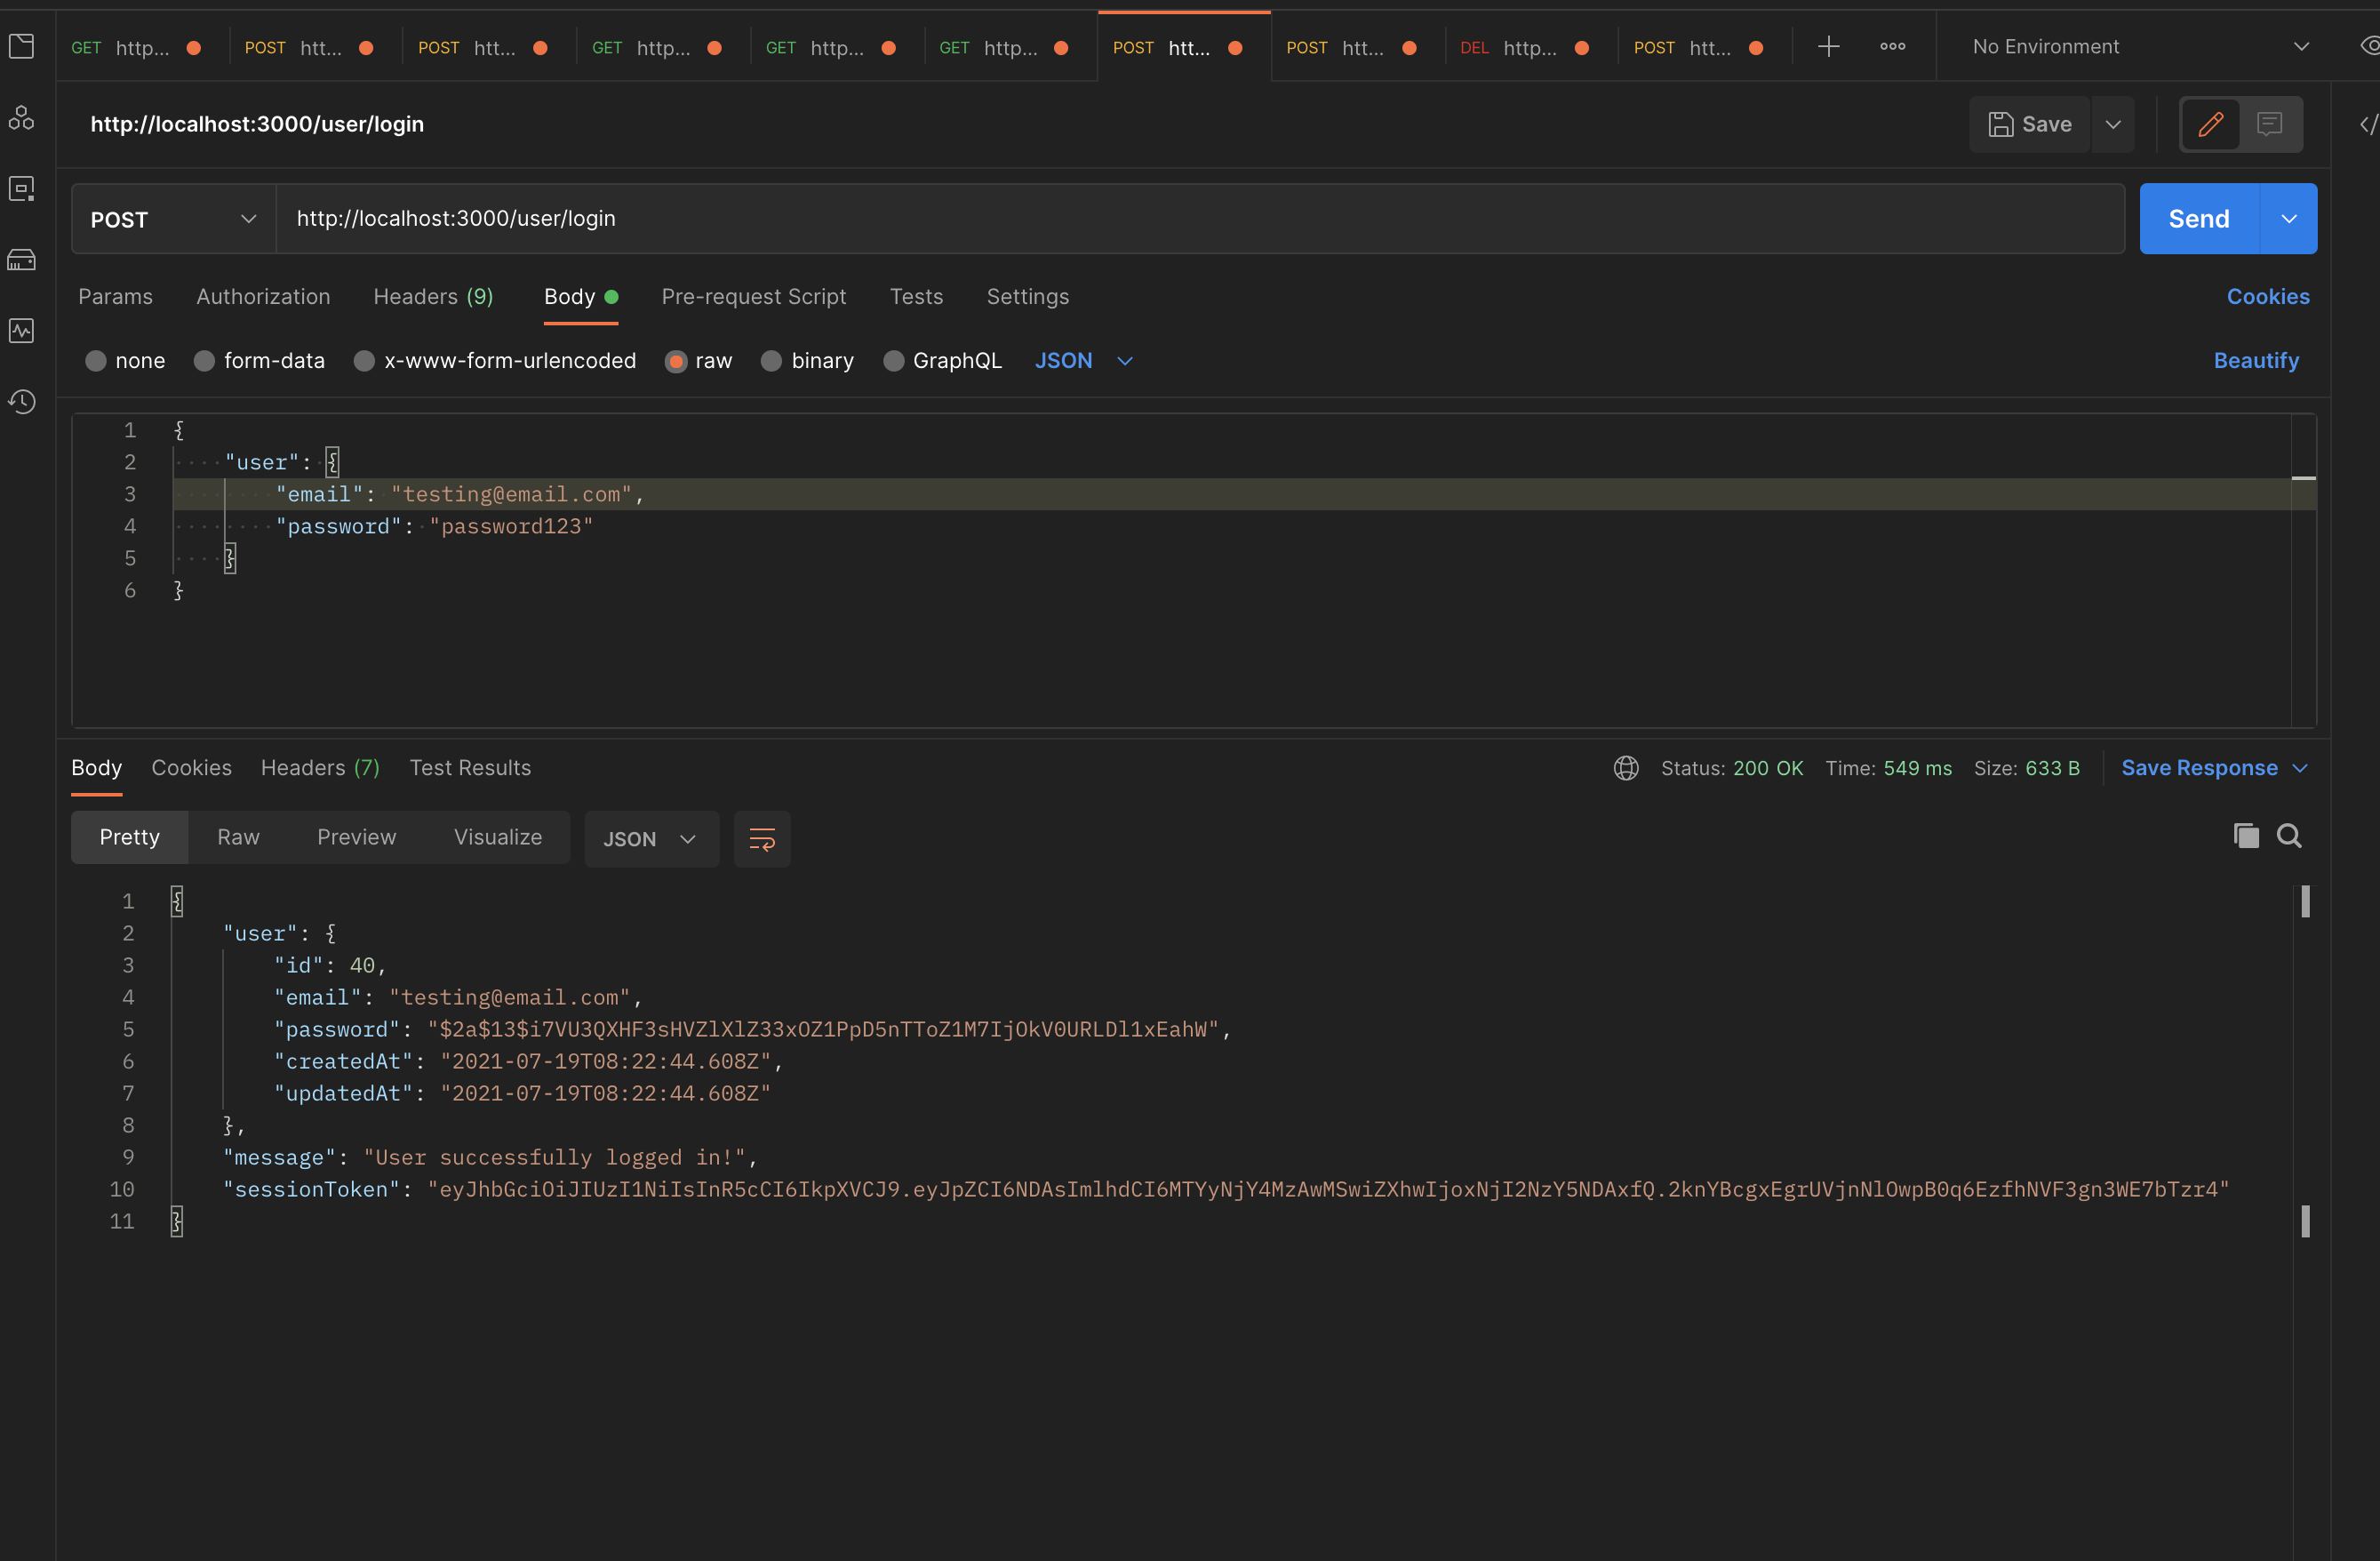 GET http... POST htt... POST htt... GET http... GET http... GET http... POST htt... POST htt... DEL http... POST htt... No Environment
http://localhost:3000/user/login Save
POST http://localhost:3000/user/login Send
Params Authorization Headers (9) Body Pre-request Script Tests Settings Cookies
none form-data x-www-form-urlencoded raw binary GraphQL JSON Beautify
1 {
2 "user": {
3 "email": "testing@email.com",
4 "password": "password123"
5 }
6 }
Body Cookies Headers (7) Test Results Status: 200 OK Time: 549 ms Size: 633 B Save Response
Pretty Raw Preview Visualize JSON
1 {
2 "user": {
3 "id": 40,
4 "email": "testing@email.com",
5 "password": "$2a$13$i7VU3QXHF3sHVZlXlZ33xOZ1PpD5nTToZ1M7IjOkV0URLDl1xEahW",
6 "createdAt": "2021-07-19T08:22:44.608Z",
7 "updatedAt": "2021-07-19T08:22:44.608Z"
8 },
9 "message": "User successfully logged in!",
10 "sessionToken": "eyJhbGciOiJIUzI1NiIsInR5cCI6IkpXVCJ9.eyJpZCI6NDAsImlhdCI6MTYyNjY4MzAwMSwiZXhwIjoxNjI2NzY5NDAxfQ.2knYBcgxEgrUVjnNlOwpB0q6EzfhNVF3gn3WE7bTzr4"
11 }